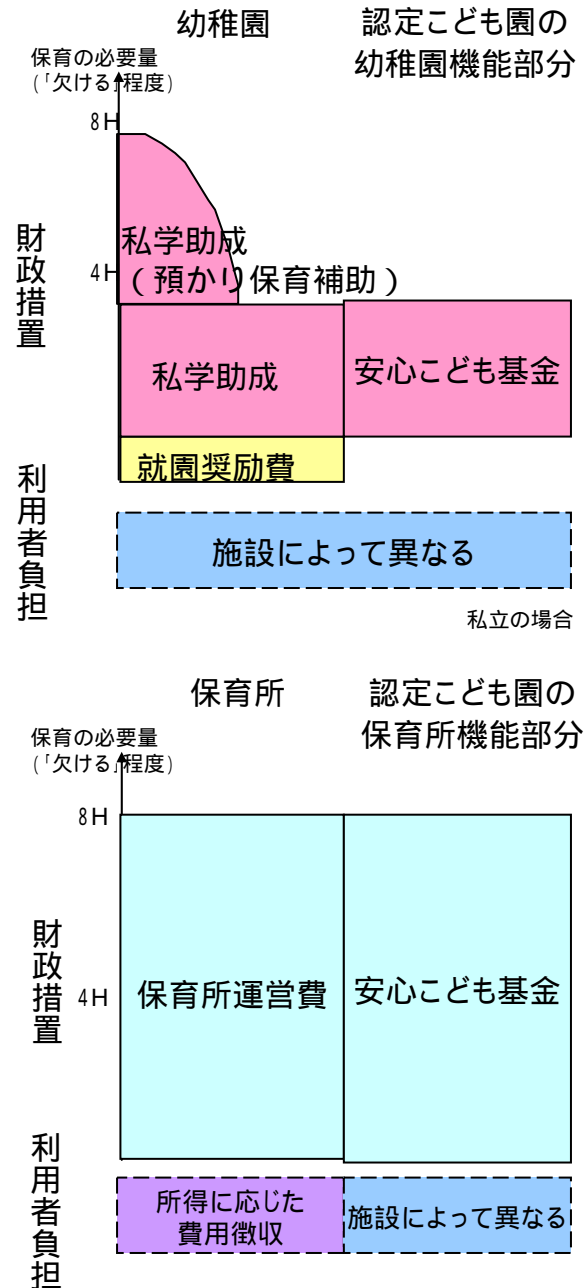 幼稚園
認定こども園の
幼稚園機能部分
保育の必要量
(「欠ける」程度)
8H
財政措置
4H
私学助成
(預かり保育補助)
私学助成
安心こども基金
就園奨励費
利用者負担
施設によって異なる
私立の場合
保育所
認定こども園の
保育所機能部分
保育の必要量
(「欠ける」程度)
8H
財政措置
4H
保育所運営費
安心こども基金
利用者負担
所得に応じた
費用徴収
施設によって異なる